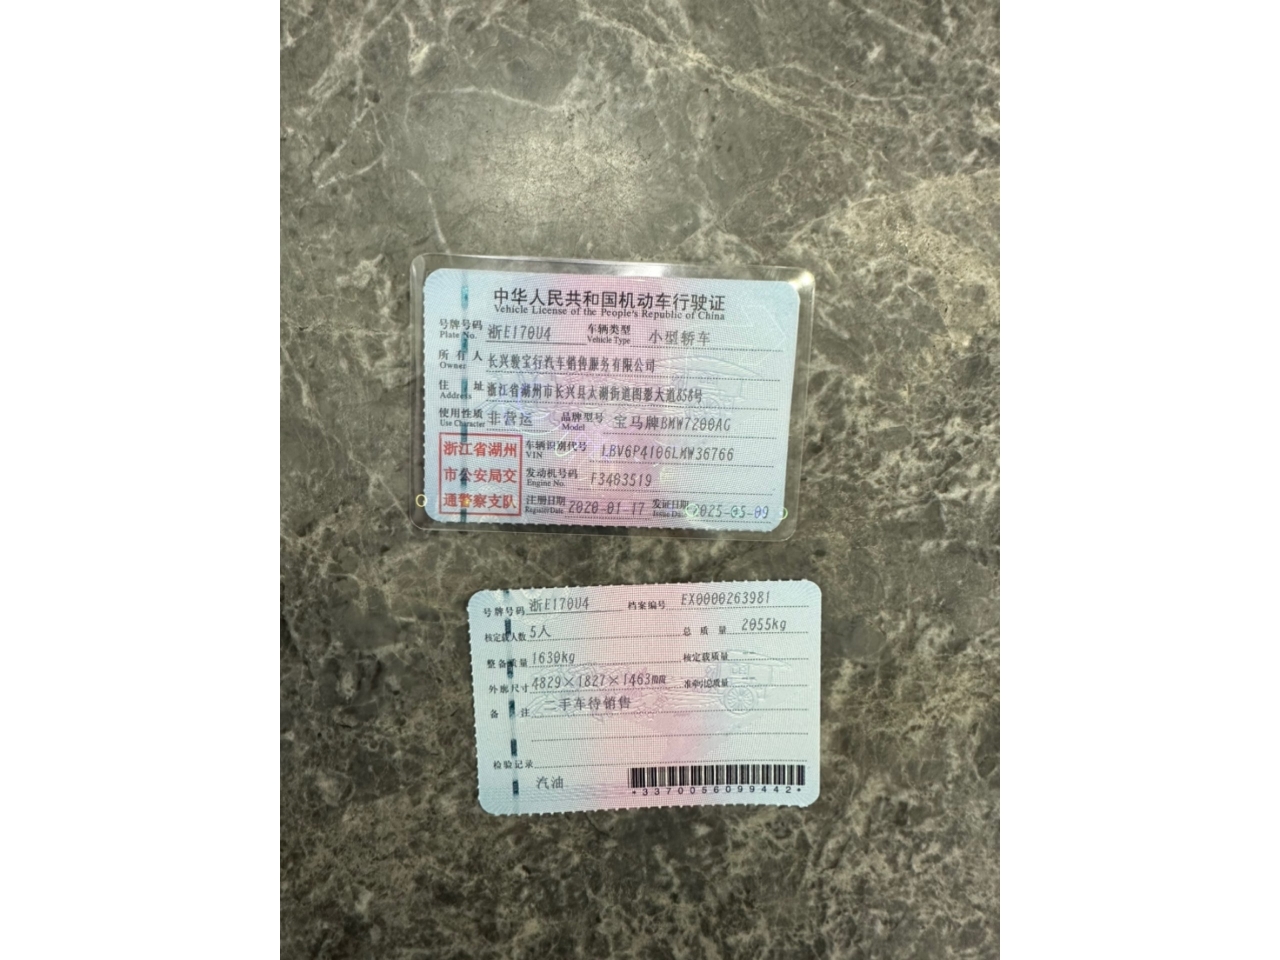 中华人民共和国机动车行驶证
Vehicle License of the People's Republic of China
号牌号码 浙E170U4 车辆类型 小型轿车
Plate No. Vehicle Type
所有人 长兴骏宝行汽车销售服务有限公司
Owner
住址 浙江省湖州市长兴县太湖街道图影大道858号
Address
使用性质 非营运 品牌型号 宝马牌BMW7200AG
Use Character Model
浙江省湖州
市公安局交
通警察支队
车辆识别代号 LBV6P4106LMW36766
VIN
发动机号码 F3483519
Engine No.
注册日期 2020-01-17 发证日期 2025-05-09
Register Date Issue Date
号牌号码 浙E170U4 档案编号 EX0000263981
核定载人数 5人 总质量 2055kg
整备质量 1630kg 核定载质量 --
外廓尺寸 4829×1827×1463mm 准牵引总质量 --
备注 二手车待销售
检验记录
汽油
*3370056099442*